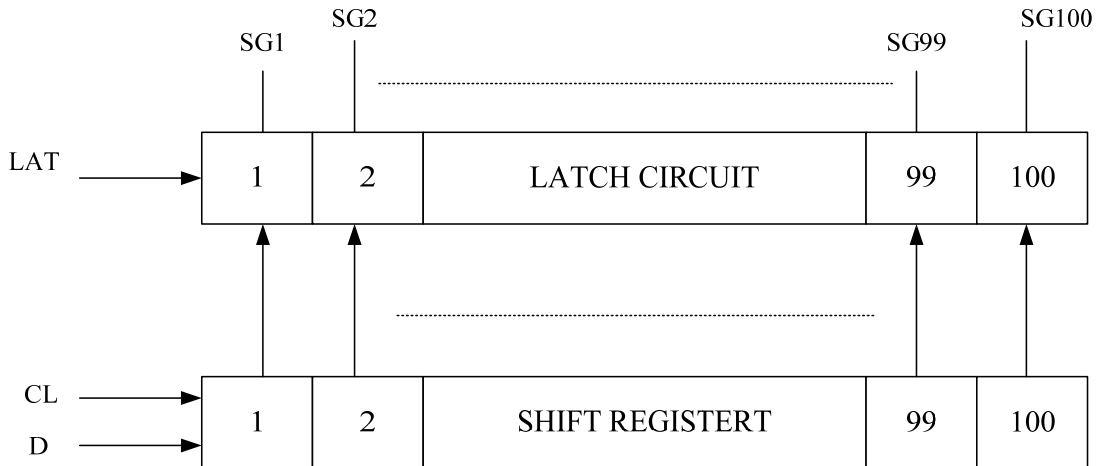 SG1
SG2
SG99
SG100
LAT
1
2
LATCH CIRCUIT
99
100
CL
D
1
2
SHIFT REGISTERT
99
100